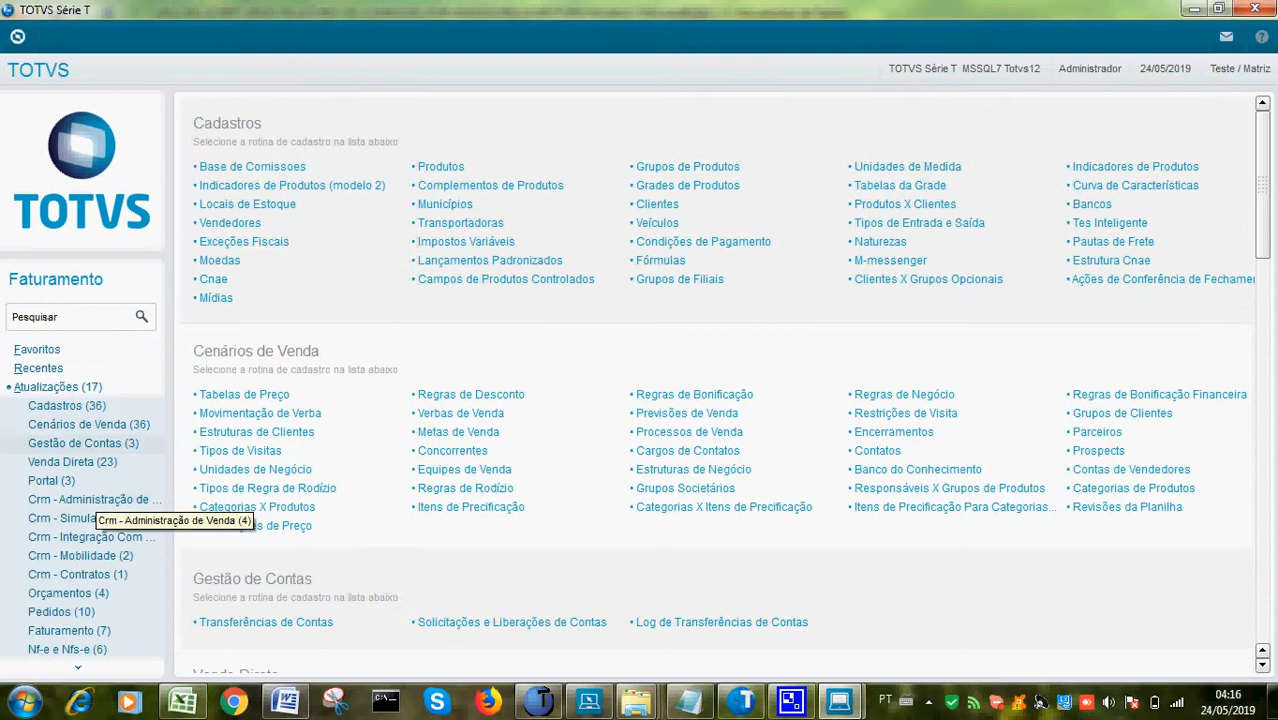 TOTVS Série T
TOTVS
TOTVS Série T MSSQL7 Totvs12
Administrador
24/05/2019
Teste / Matriz
TOTVS
Faturamento
Pesquisar
Favoritos
Recentes
Atualizações (17)
Cadastros (36)
Cenários de Venda (36)
Gestão de Contas (3)
Venda Direta (23)
Portal (3)
Crm - Administração de ...
Crm - Simula
Crm - Administração de Venda (4)
Crm - Integração Com ...
Crm - Mobilidade (2)
Crm - Contratos (1)
Orçamentos (4)
Pedidos (10)
Faturamento (7)
Nf-e e Nfs-e (6)
Cadastros
Selecione a rotina de cadastro na lista abaixo
• Base de Comissoes • Produtos • Grupos de Produtos • Unidades de Medida • Indicadores de Produtos
• Indicadores de Produtos (modelo 2) • Complementos de Produtos • Grades de Produtos • Tabelas da Grade • Curva de Características
• Locais de Estoque • Municípios • Clientes • Produtos X Clientes • Bancos
• Vendedores • Transportadoras • Veículos • Tipos de Entrada e Saída • Tes Inteligente
• Exceções Fiscais • Impostos Variáveis • Condições de Pagamento • Naturezas • Pautas de Frete
• Moedas • Lançamentos Padronizados • Fórmulas • M-messenger • Estrutura Cnae
• Cnae • Campos de Produtos Controlados • Grupos de Filiais • Clientes X Grupos Opcionais • Ações de Conferência de Fechamer
• Mídias
Cenários de Venda
Selecione a rotina de cadastro na lista abaixo
• Tabelas de Preço • Regras de Desconto • Regras de Bonificação • Regras de Negócio • Regras de Bonificação Financeira
• Movimentação de Verba • Verbas de Venda • Previsões de Venda • Restrições de Visita • Grupos de Clientes
• Estruturas de Clientes • Metas de Venda • Processos de Venda • Encerramentos • Parceiros
• Tipos de Visitas • Concorrentes • Cargos de Contatos • Contatos • Prospects
• Unidades de Negócio • Equipes de Venda • Estruturas de Negócio • Banco do Conhecimento • Contas de Vendedores
• Tipos de Regra de Rodízio • Regras de Rodízio • Grupos Societários • Responsáveis X Grupos de Produtos • Categorias de Produtos
• Categorias X Produtos • Itens de Precificação • Categorias X Itens de Precificação • Itens de Precificação Para Categorias... • Revisões da Planilha
de Preço
Gestão de Contas
Selecione a rotina de cadastro na lista abaixo
• Transferências de Contas • Solicitações e Liberações de Contas • Log de Transferências de Contas
Venda Direta
PT
04:16
24/05/2019